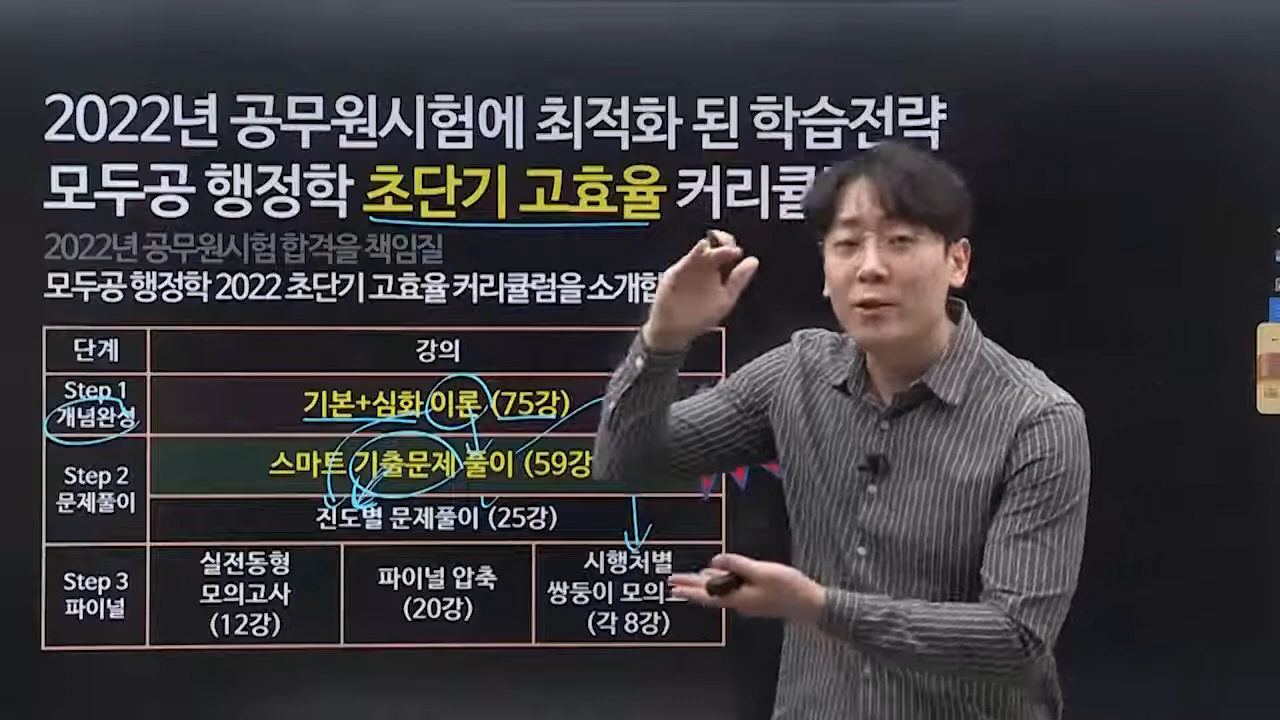 2022년 공무원시험에 최적화 된 학습전략
모두공 행정학 초단기 고효율 커리큘
2022년 공무원시험 합격을 책임질
모두공 행정학 2022 초단기 고효율 커리큘럼을 소개합
단계
강의
Step 1
개념완성
기본+심화 이론 (75강)
Step 2
문제풀이
스마트 기출문제 풀이 (59강
진도별 문제풀이 (25강)
Step 3
파이널
실전동형
모의고사
(12강)
파이널 압축
(20강)
시행처별
쌍둥이 모의고
(각 8강)